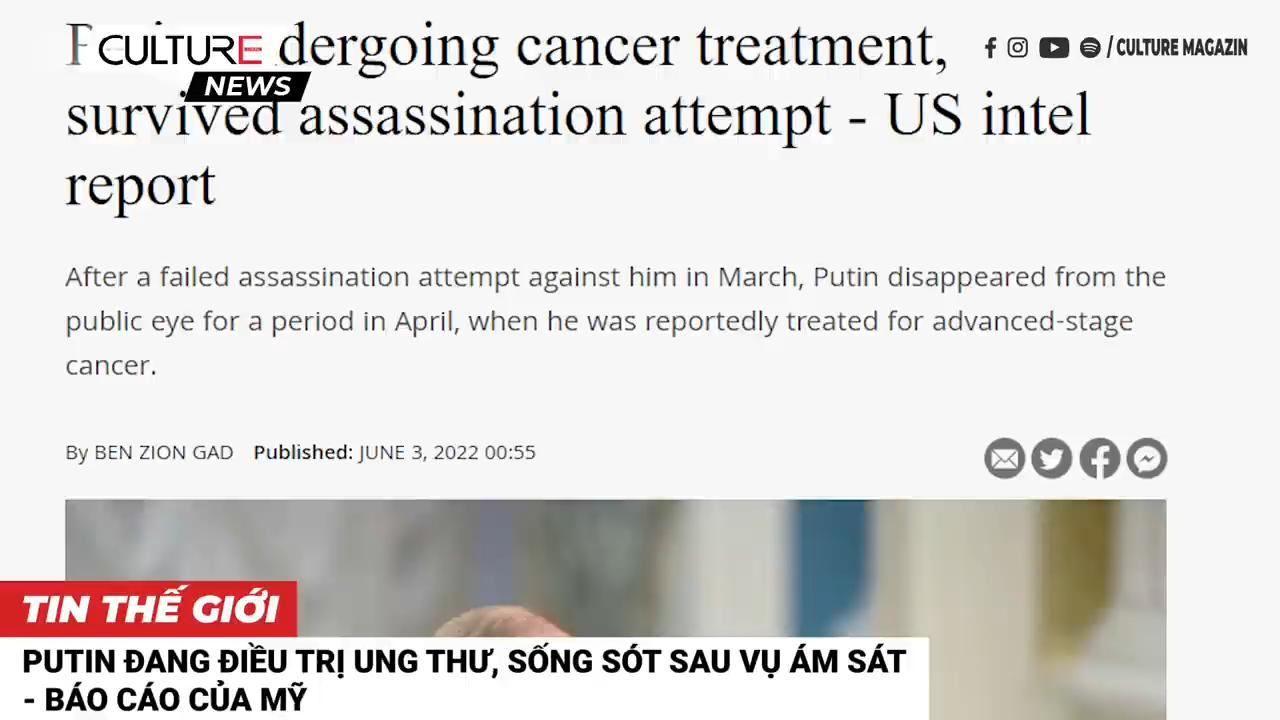 CULTURE
NEWS
dergoing cancer treatment,
/ CULTURE MAGAZIN
survived assassination attempt - US intel
report
After a failed assassination attempt against him in March, Putin disappeared from the
public eye for a period in April, when he was reportedly treated for advanced-stage
cancer.
By BEN ZION GAD Published: JUNE 3, 2022 00:55
TIN THẾ GIỚI
PUTIN ĐANG ĐIỀU TRỊ UNG THƯ, SỐNG SÓT SAU VỤ ÁM SÁT
- BÁO CÁO CỦA MỸ